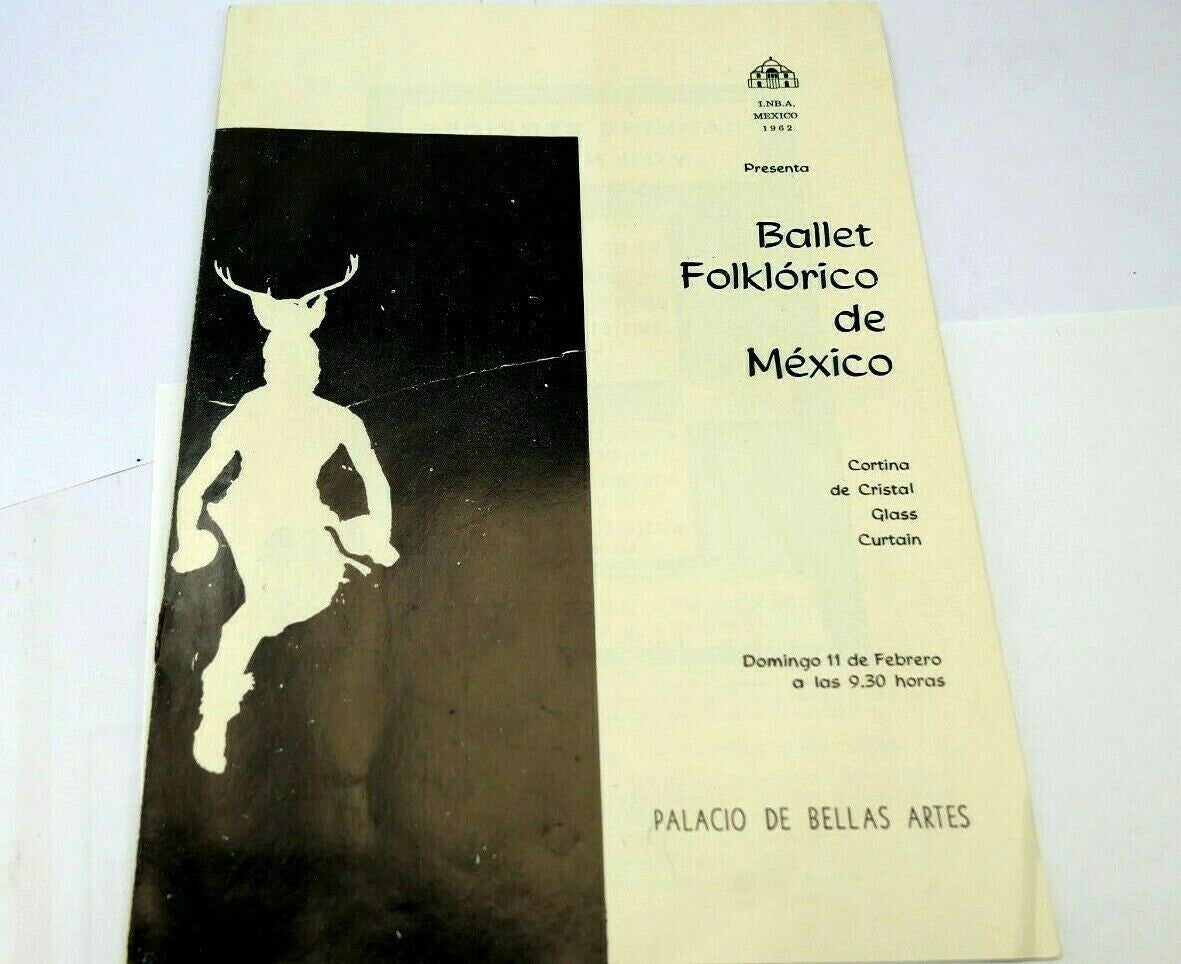 I.NB.A.
MEXICO
1962
Presenta
Ballet
Folklórico
de
México
Cortina
de Cristal
Glass
Curtain
Domingo 11 de Febrero
a las 9.30 horas
PALACIO DE BELLAS ARTES